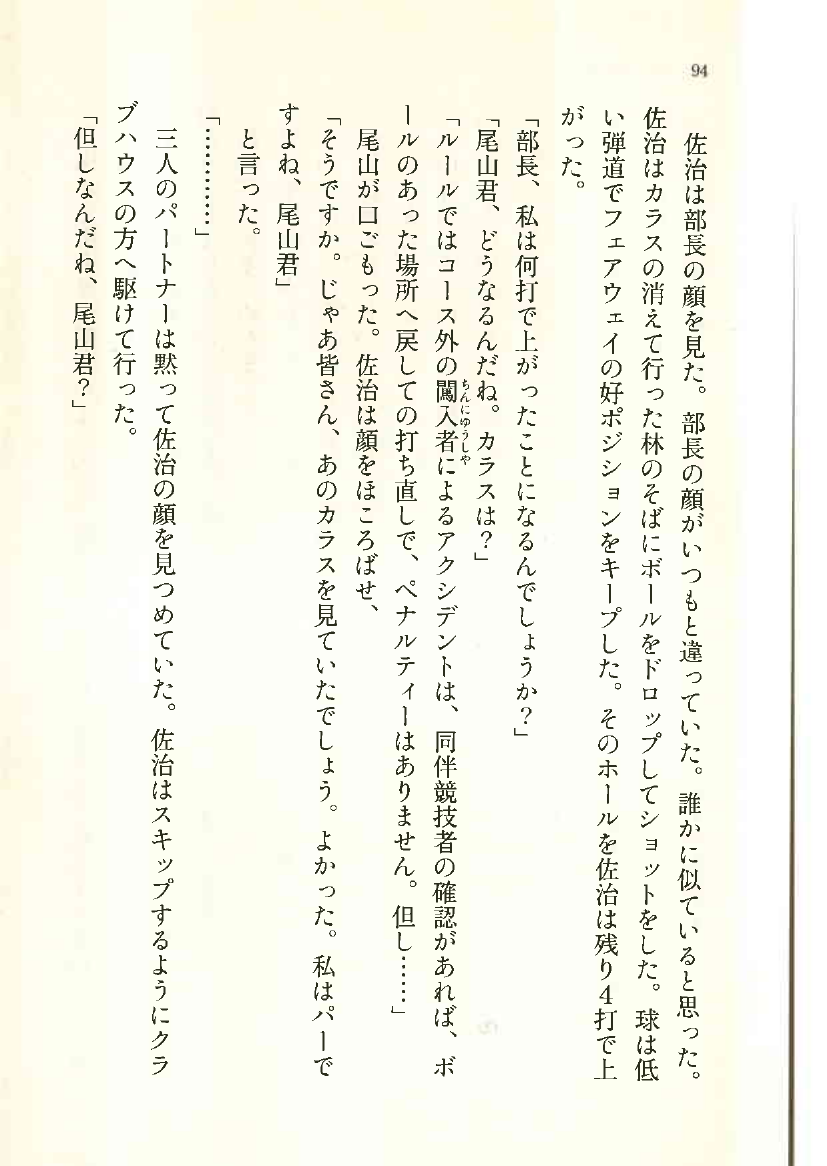 94
佐治は部長の顔を見た。部長の顔がいつもと違っていた。誰かに似ていると思った。
佐治はカラスの消えて行った林のそばにボールをドロップしてショットをした。球は低
い弾道でフェアウェイの好ポジションをキープした。そのホールを佐治は残り4打で上
がった。
「部長、私は何打で上がったことになるんでしょうか?」
「尾山君、どうなるんだね。カラスは?」
「ルールではコース外の闖入者によるアクシデントは、同伴競技者の確認があれば、ボ
ちんにゆうしや
ールのあった場所へ戻しての打ち直しで、ペナルティーはありません。但し……」
尾山が口ごもった。佐治は顔をほころばせ、
「そうですか。じゃあ皆さん、あのカラスを見ていたでしょう。よかった。私はパーで
すよね、尾山君」
と言った。
「…………」
三人のパートナーは黙って佐治の顔を見つめていた。佐治はスキップするようにクラ
ブハウスの方へ駆けて行った。
「但しなんだね、尾山君?」